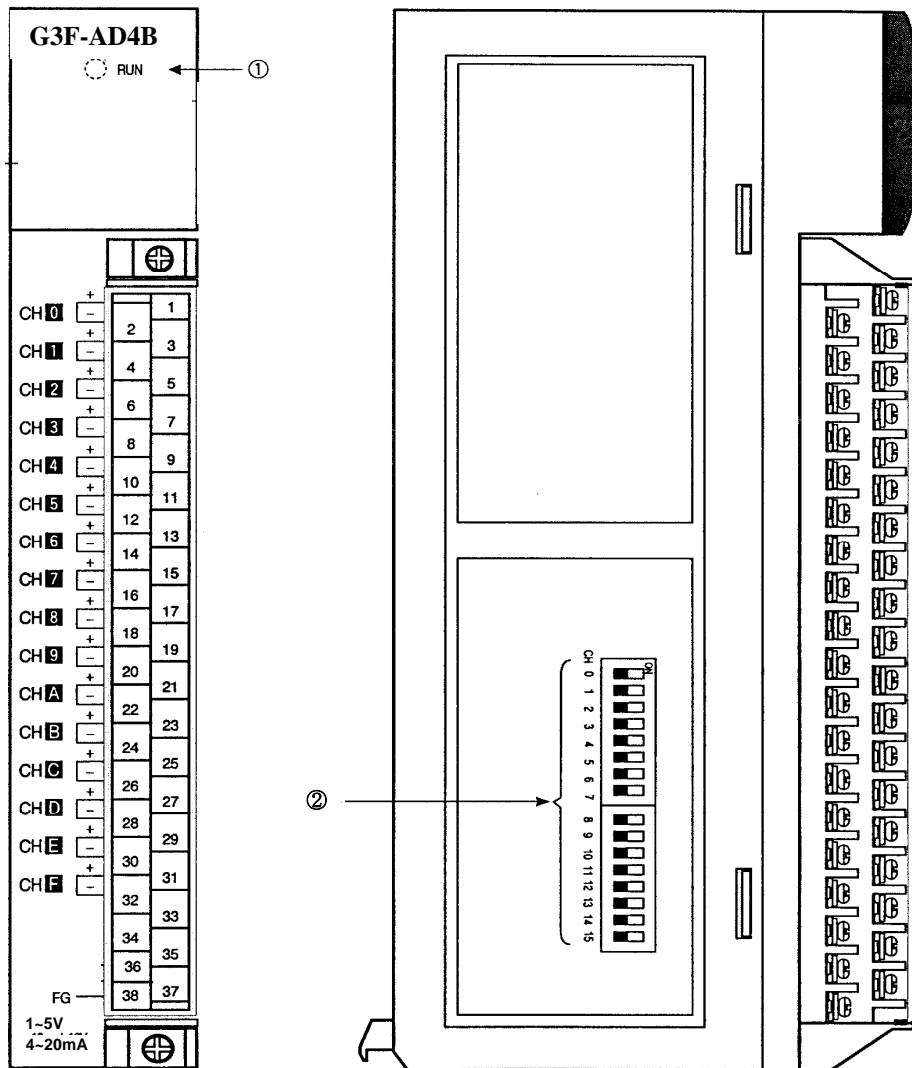 G3F-AD4B
RUN ①
CH 0 + −
CH 1 + −
CH 2 + −
CH 3 + −
CH 4 + −
CH 5 + −
CH 6 + −
CH 7 + −
CH 8 + −
CH 9 + −
CH A + −
CH B + −
CH C + −
CH D + −
CH E + −
CH F + −
FG
1~5V
4~20mA
1
2
3
4
5
6
7
8
9
10
11
12
13
14
15
16
17
18
19
20
21
22
23
24
25
26
27
28
29
30
31
32
33
34
35
36
37
38
②
CH 0 1 2 3 4 5 6 7 8 9 10 11 12 13 14 15
ON